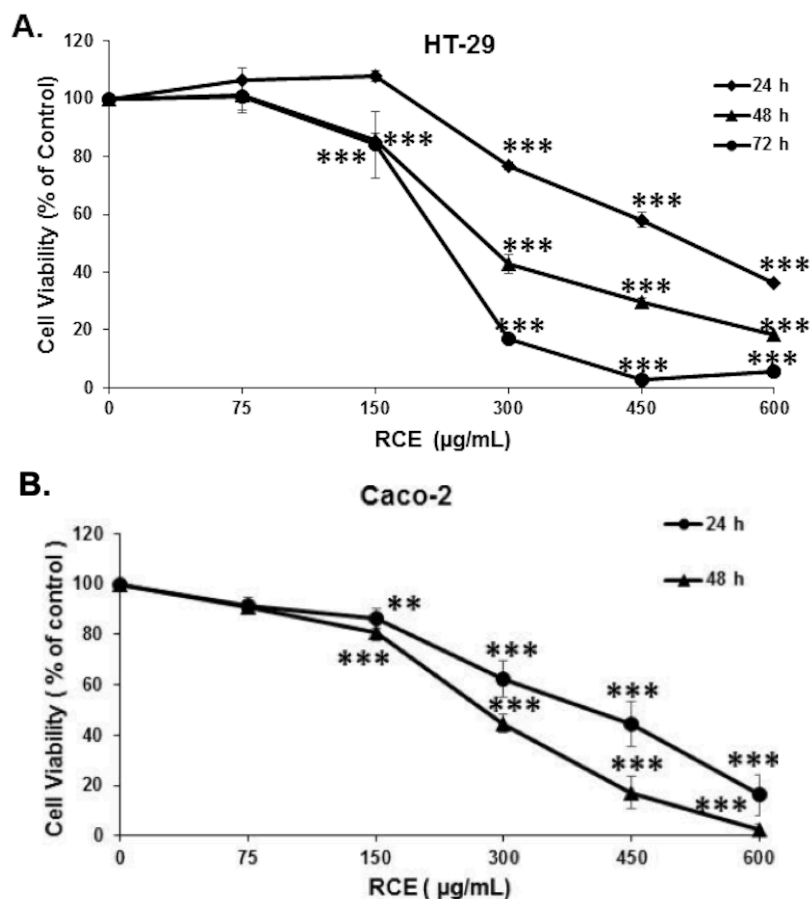 A.
HT-29
120
100
80
60
40
20
0
Cell Viability (% of Control)
24 h
48 h
72 h
***
***
***
***
***
***
***
***
***
***
***
0 75 150 300 450 600
RCE (µg/mL)
B.
Caco-2
120
100
80
60
40
20
0
Cell Viability ( % of control )
24 h
48 h
**
***
***
***
***
***
***
***
0 75 150 300 450 600
RCE ( µg/mL)